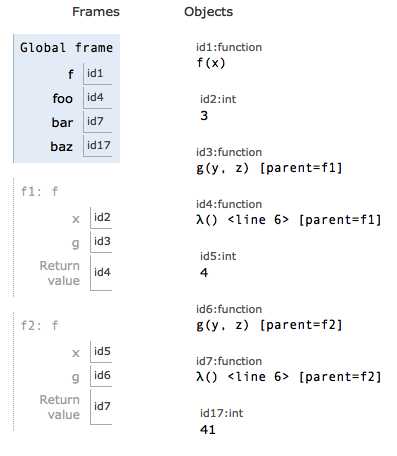 Frames
Objects
Global frame
f id1
foo id4
bar id7
baz id17
f1: f
x id2
g id3
Return
value id4
f2: f
x id5
g id6
Return
value id7
id1:function
f(x)
id2:int
3
id3:function
g(y, z) [parent=f1]
id4:function
λ() <line 6> [parent=f1]
id5:int
4
id6:function
g(y, z) [parent=f2]
id7:function
λ() <line 6> [parent=f2]
id17:int
41